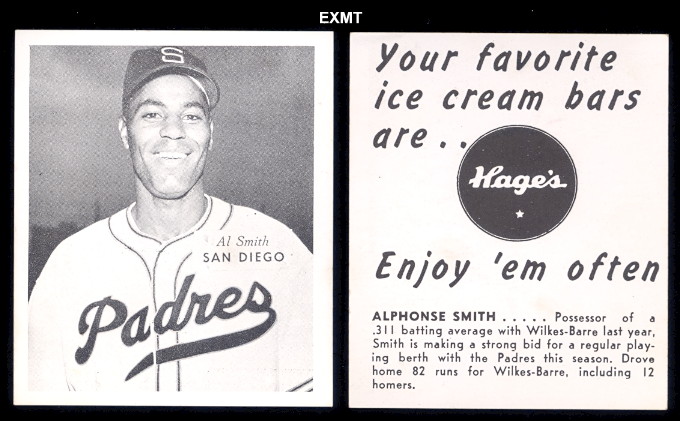 EXMT
Al Smith
SAN DIEGO
S
Padres
Your favorite
ice cream bars
are . .
Hage's
Enjoy 'em often
ALPHONSE SMITH . . . . . Possessor of a
.311 batting average with Wilkes-Barre last year,
Smith is making a strong bid for a regular play-
ing berth with the Padres this season. Drove
home 82 runs for Wilkes-Barre, including 12
homers.